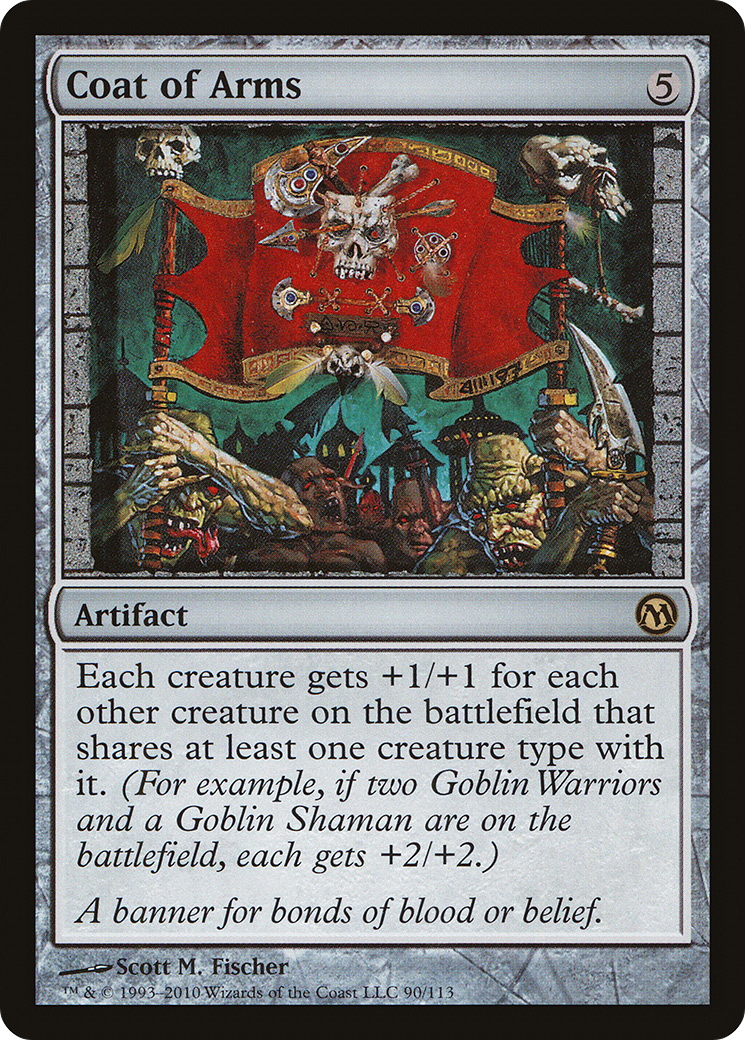 Coat of Arms
5
Artifact
M
Each creature gets +1/+1 for each
other creature on the battlefield that
shares at least one creature type with
it. (For example, if two Goblin Warriors
and a Goblin Shaman are on the
battlefield, each gets +2/+2.)
A banner for bonds of blood or belief.
Scott M. Fischer
™ & © 1993–2010 Wizards of the Coast LLC 90/113